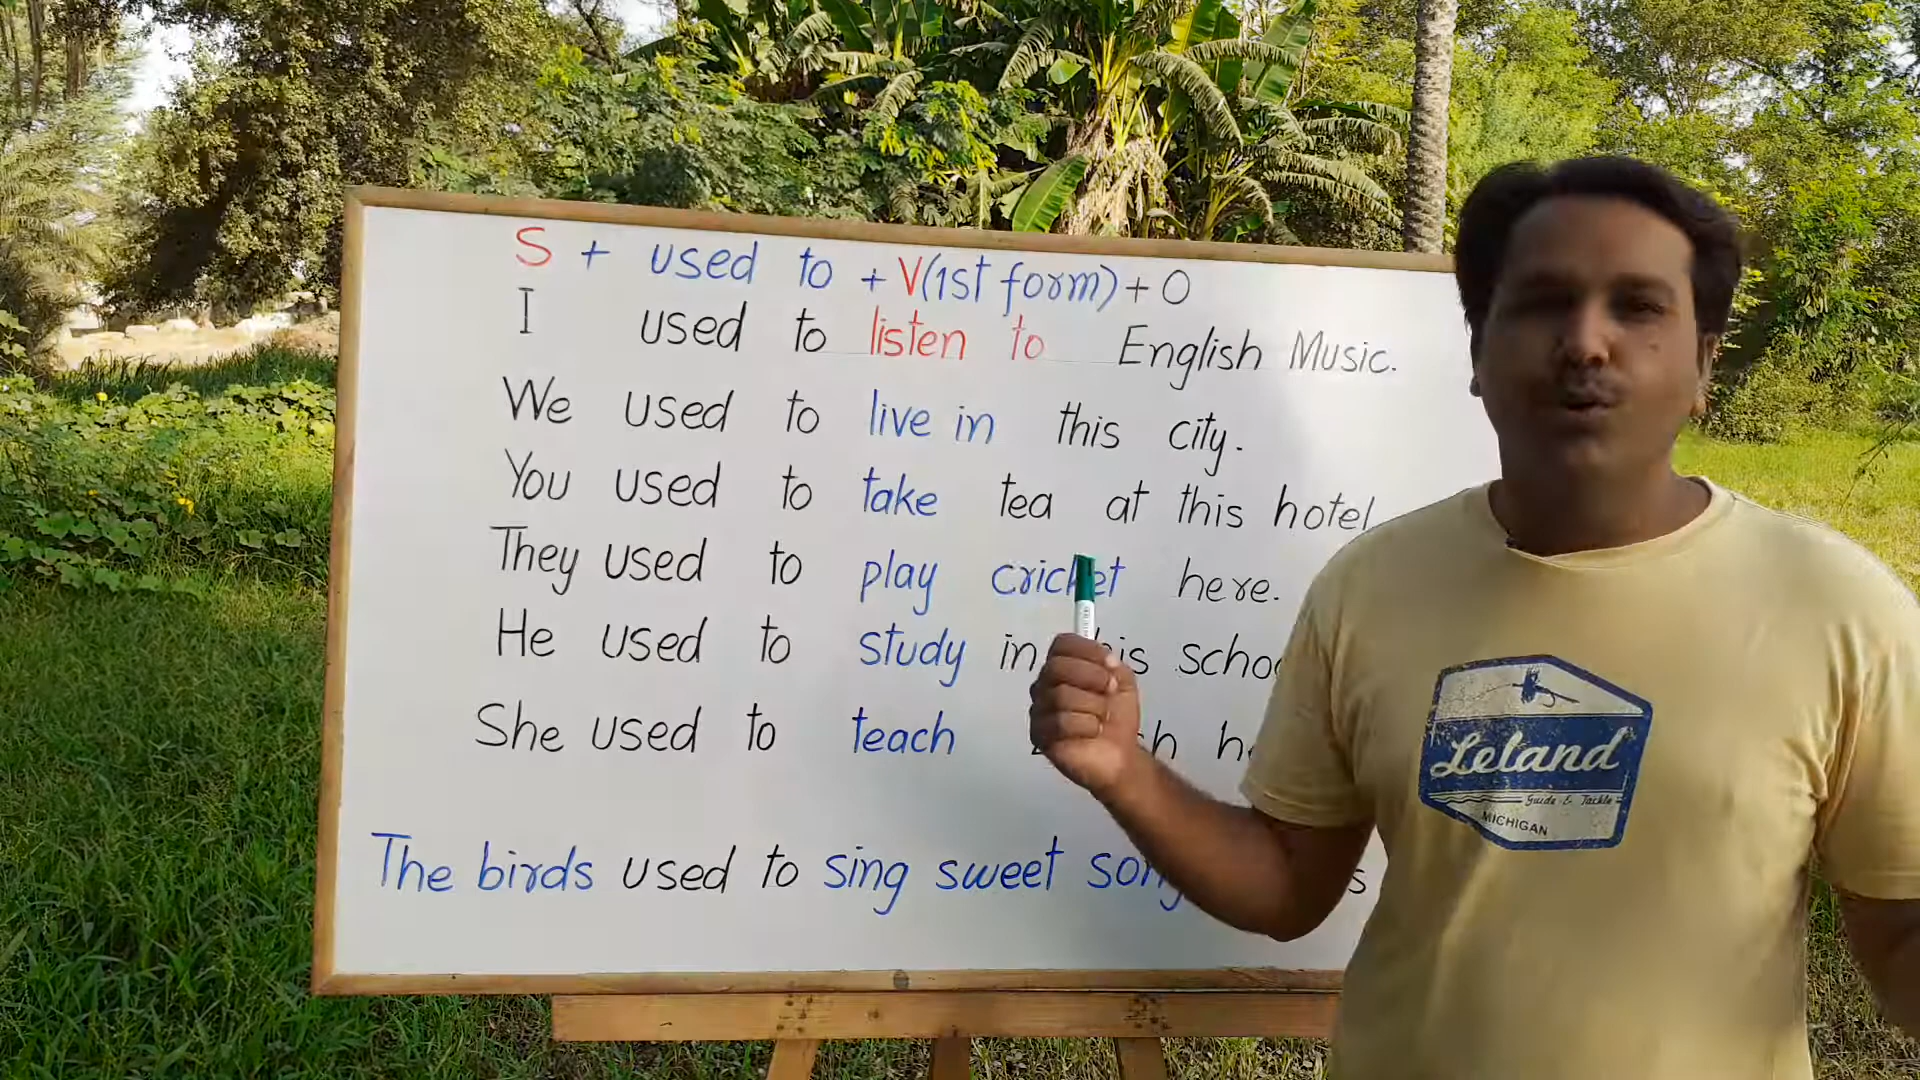 S + used to + V(1st form) + O
I used to listen to English Music.
We used to live in this city.
You used to take tea at this hotel
They used to play cricket here.
He used to study in
She used to teach
The birds used to sing sweet
Leland
Guide & Tackle
MICHIGAN